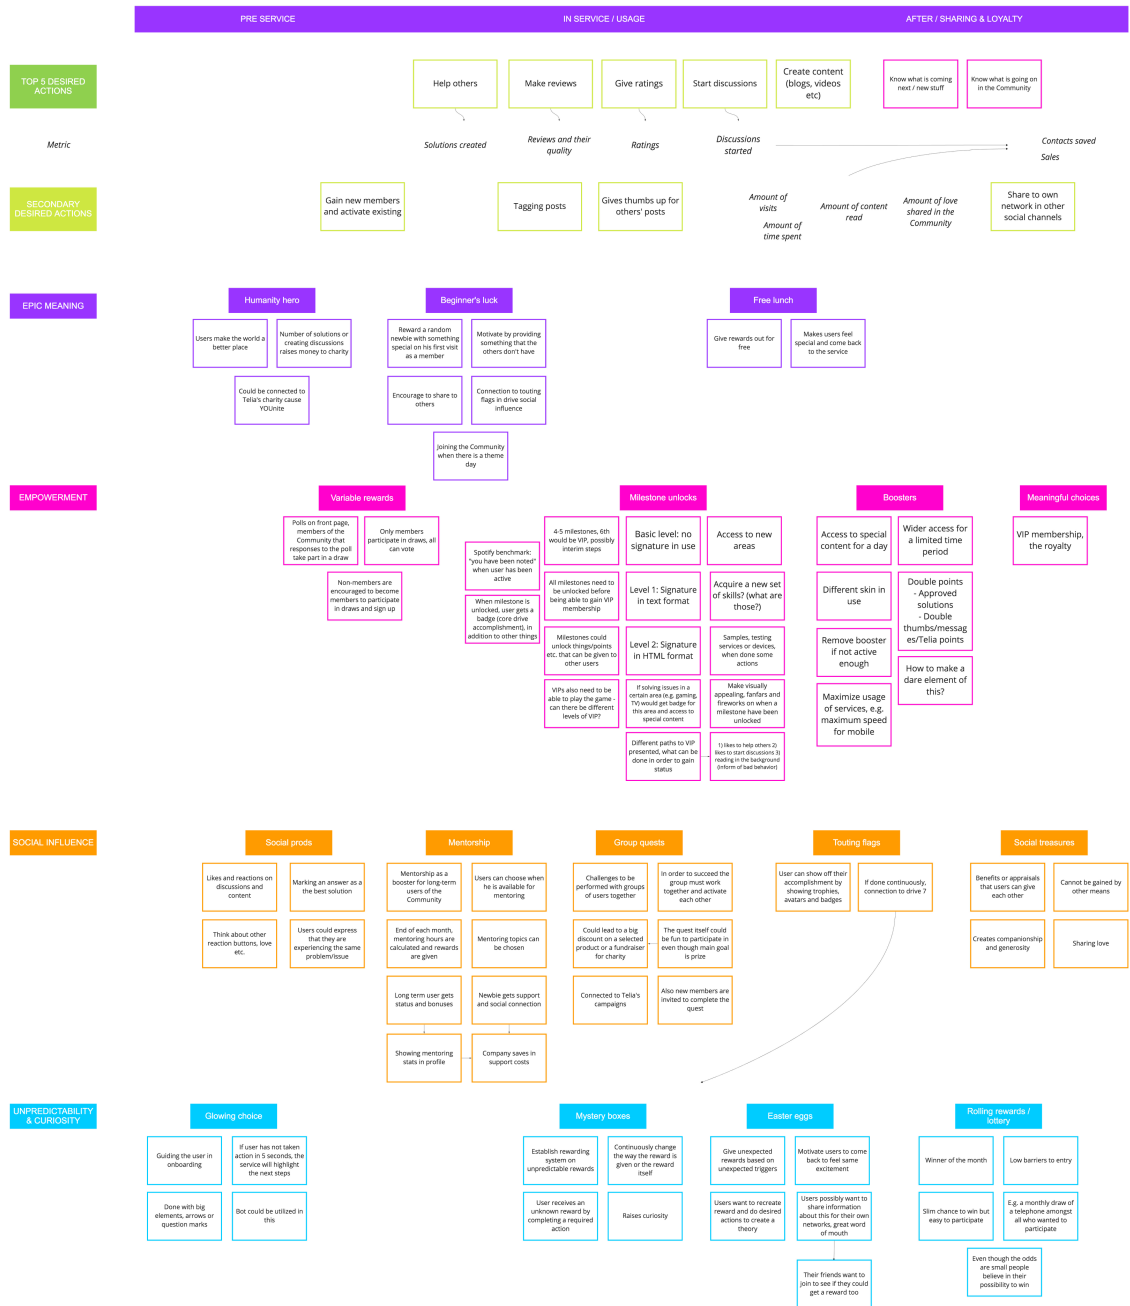 PRE SERVICE
IN SERVICE / USAGE
AFTER / SHARING & LOYALTY
TOP 5 DESIRED
ACTIONS
Help others
Make reviews
Give ratings
Start discussions
Create content
(blogs, videos
etc)
Know what is coming
next / new stuff
Know what is going on
in the Community
Metric
Solutions created
Reviews and their
quality
Ratings
Discussions
started
Contacts saved
Sales
SECONDARY
DESIRED ACTIONS
Gain new members
and activate existing
Tagging posts
Gives thumbs up for
others' posts
Amount of
visits
Amount of
time spent
Amount of content
read
Amount of love
shared in the
Community
Share to own
network in other
social channels
EPIC MEANING
Humanity hero
Users make the world a
better place
Number of solutions or
creating discussions
raises money to charity
Could be connected to
Telia's charity cause
YOUnite
Beginner's luck
Reward a random
newbie with something
special on his first visit
as a member
Motivate by providing
something that the
others don't have
Encourage to share to
others
Connection to touting
flags in drive social
influence
Joining the Community
when there is a theme
day
Free lunch
Give rewards out for
free
Makes users feel
special and come back
to the service
EMPOWERMENT
Variable rewards
Polls on front page,
members of the
Community that
responses to the poll
take part in a draw
Only members
participate in draws, all
can vote
Non-members are
encouraged to become
members to participate
in draws and sign up
Milestone unlocks
Spotify benchmark:
"you have been noted"
when user has been
active
When milestone is
unlocked, user gets a
badge (core drive
accomplishment), in
addition to other things
4-5 milestones, 6th
would be VIP, possibly
interim steps
Basic level: no
signature in use
Access to new
areas
All milestones need to
be unlocked before
being able to gain VIP
membership
Level 1: Signature
in text format
Acquire a new set
of skills? (what are
those?)
Milestones could
unlock things/points
etc. that can be given to
other users
Level 2: Signature
in HTML format
Samples, testing
services or devices,
when done some
actions
VIPs also need to be
able to play the game -
can there be different
levels of VIP?
If solving issues in a
certain area (e.g. gaming,
TV) would get badge for
this area and access to
special content
Make visually
appealing, fanfars and
fireworks on when a
milestone have been
unlocked
Different paths to VIP
presented, what can be
done in order to gain
status
1) likes to help others 2)
likes to start discussions 3)
reading in the background
(inform of bad behavior)
Boosters
Access to special
content for a day
Wider access for
a limited time
period
Different skin in
use
Double points
- Approved
solutions
- Double
thumbs/messag
es/Telia points
Remove booster
if not active
enough
How to make a
dare element of
this?
Maximize usage
of services, e.g.
maximum speed
for mobile
Meaningful choices
VIP membership,
the royalty
SOCIAL INFLUENCE
Social prods
Likes and reactions on
discussions and
content
Marking an answer as a
the best solution
Think about other
reaction buttons, love
etc.
Users could express
that they are
experiencing the same
problem/issue
Mentorship
Mentorship as a
booster for long-term
users of the
Community
Users can choose when
he is available for
mentoring
End of each month,
mentoring hours are
calculated and rewards
are given
Mentoring topics can
be chosen
Long term user gets
status and bonuses
Newbie gets support
and social connection
Showing mentoring
stats in profile
Company saves in
support costs
Group quests
Challenges to be
performed with groups
of users together
In order to succeed the
group must work
together and activate
each other
Could lead to a big
discount on a selected
product or a fundraiser
for charity
The quest itself could
be fun to participate in
even though main goal
is prize
Connected to Telia's
campaigns
Also new members are
invited to complete the
quest
Touting flags
User can show off their
accomplishment by
showing trophies,
avatars and badges
If done continuously,
connection to drive 7
Social treasures
Benefits or appraisals
that users can give
each other
Cannot be gained by
other means
Creates companionship
and generosity
Sharing love
UNPREDICTABILITY
& CURIOSITY
Glowing choice
Guiding the user in
onboarding
If user has not taken
action in 5 seconds, the
service will highlight
the next steps
Done with big
elements, arrows or
question marks
Bot could be utilized in
this
Mystery boxes
Establish rewarding
system on
unpredictable rewards
Continuously change
the way the reward is
given or the reward
itself
User receives an
unknown reward by
completing a required
action
Raises curiosity
Easter eggs
Give unexpected
rewards based on
unexpected triggers
Motivate users to come
back to feel same
excitement
Users want to recreate
reward and do desired
actions to create a
theory
Users possibly want to
share information
about this for their own
networks, great word
of mouth
Their friends want to
join to see if they could
get a reward too
Rolling rewards /
lottery
Winner of the month
Low barriers to entry
Slim chance to win but
easy to participate
E.g. a monthly draw of
a telephone amongst
all who wanted to
participate
Even though the odds
are small people
believe in their
possibility to win